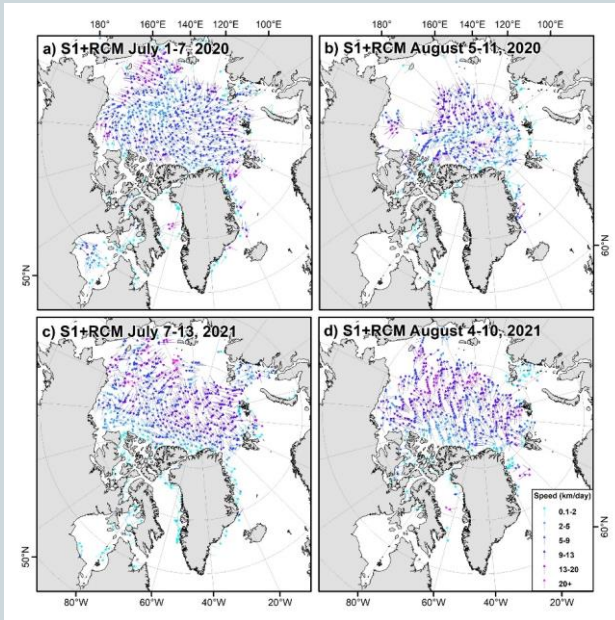 180° 160°E 140°E 120°E 100°E
180° 160°E 140°E 120°E 100°E
a) S1+RCM July 1-7, 2020
b) S1+RCM August 5-11, 2020
50°N
60°N
c) S1+RCM July 7-13, 2021
d) S1+RCM August 4-10, 2021
Speed (km/day)
0.1-2
2-5
5-9
9-13
13-20
20+
50°N
60°N
80°W 60°W 40°W 20°W
80°W 60°W 40°W 20°W